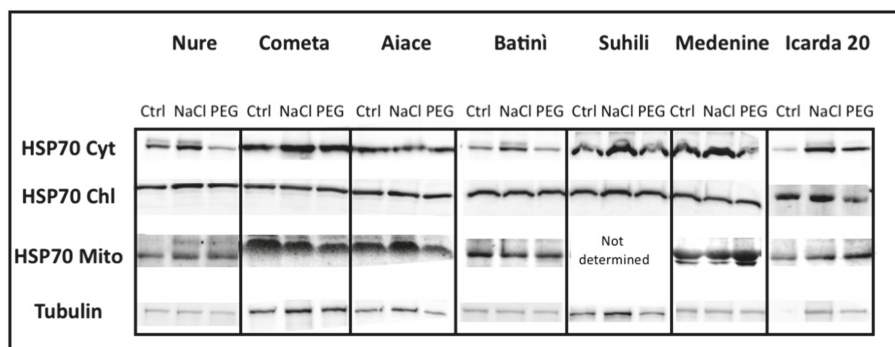 Nure Cometa Aiace Batinì Suhili Medenine Icarda 20
Ctrl NaCl PEG Ctrl NaCl PEG Ctrl NaCl PEG Ctrl NaCl PEG Ctrl NaCl PEG Ctrl NaCl PEG Ctrl NaCl PEG
HSP70 Cyt
HSP70 Chl
HSP70 Mito
Not
determined
Tubulin